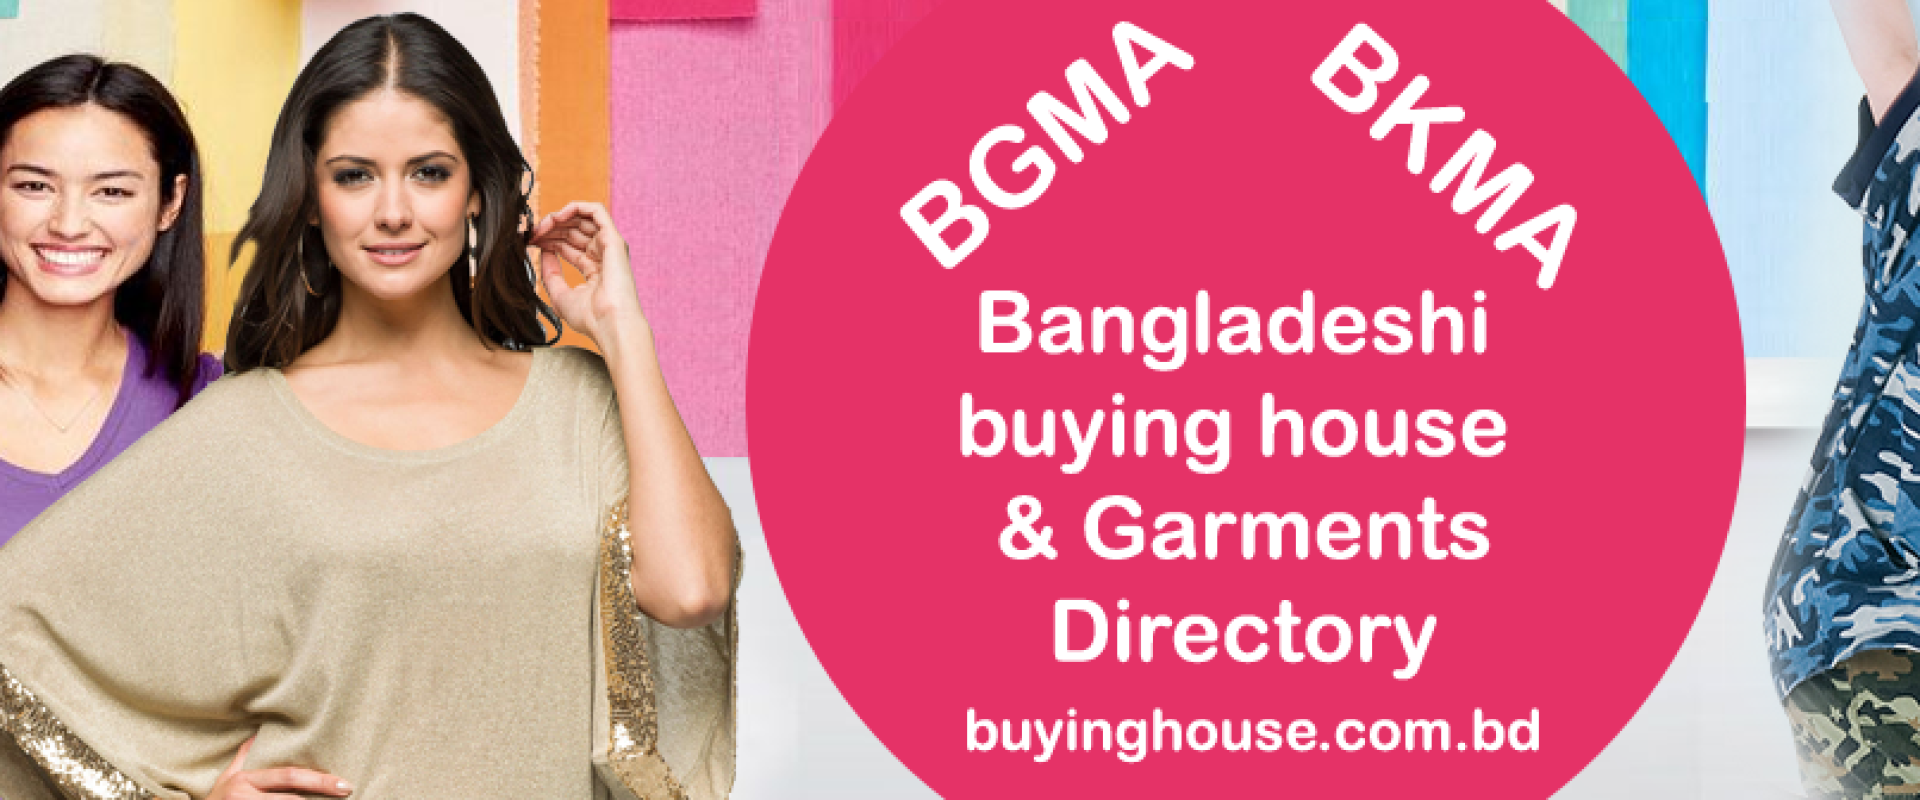 BGMA BKMA
Bangladeshi
buying house
& Garments
Directory
buyinghouse.com.bd